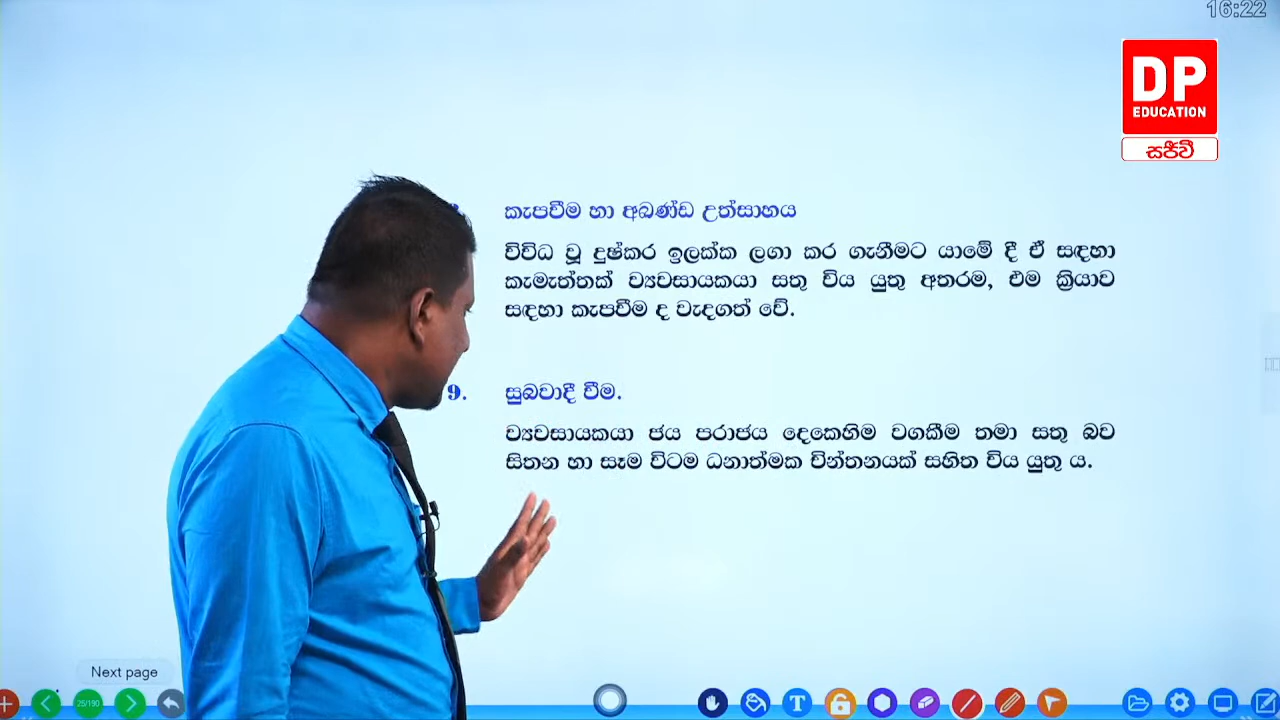 16:22
DP
EDUCATION
සජීවී
කැපවීම හා අඛණ්ඩ උත්සාහය
විවිධ වූ දුෂ්කර ඉලක්ක ලගා කර ගැනීමට යාමේ දී ඒ සඳහා
කැමැත්තක් ව්‍යවසායකයා සතු විය යුතු අතරම, එම ක්‍රියාව
සඳහා කැපවීම ද වැදගත් වේ.
9. සුබවාදී වීම.
ව්‍යවසායකයා ජය පරාජය දෙකෙහිම වගකීම තමා සතු බව
සිතන හා සෑම විටම ධනාත්මක චින්තනයක් සහිත විය යුතු ය.
Next page
25/190
T